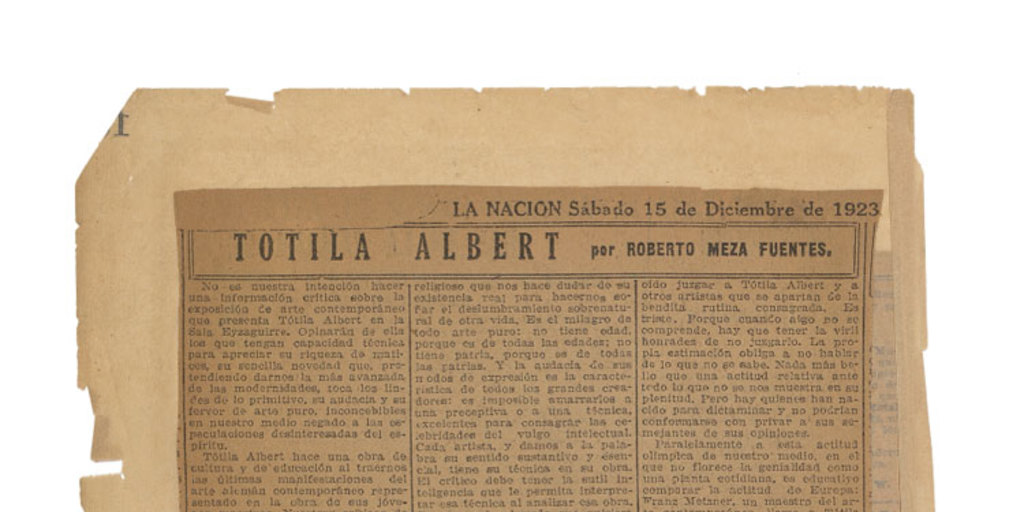 LA NACION Sábado 15 de Diciembre de 1923
TOTILA ALBERT por ROBERTO MEZA FUENTES.
No es nuestra intención hacer
una información crítica sobre la
exposición de arte contemporáneo
que presenta Tótila Albert en la
Sala Eyzaguirre. Opinarán de ella
los que tengan capacidad técnica
para apreciar su riqueza de mati-
ces, su sencilla novedad que, pre-
tendiendo darnos la más avanzada
de las modernidades, toca los lin-
des de lo primitivo, su audacia y su
fervor de arte puro, inconcebibles
en nuestro medio negado a las es-
peculaciones desinteresadas del es-
píritu.
Tótila Albert hace una obra de
cultura y de educación al traernos
las últimas manifestaciones del
arte alemán contemporáneo repre-
sentado en la obra de sus jóve-
religioso que nos hace dudar de su
existencia real para hacernos so-
ñar el deslumbramiento sobrenatu-
ral de otra vida. Es el milagro de
todo arte puro: no tiene edad,
porque es de todas las edades; no
tiene patria, porque es de todas
las patrias. Y la audacia de sus
modos de expresión es la caracte-
rística de todos los grandes crea-
dores: es imposible amarrarlos a
una preceptiva o a una técnica,
excelentes para consagrar las ce-
lebridades del vulgo intelectual.
Cada artista, y damos a la pala-
bra su sentido sustantivo y esen-
cial, tiene su técnica en su obra.
El crítico debe tener la sutil in-
teligencia que le permita interpre-
tar esa técnica al analizar esa obra.
oído juzgar a Tótila Albert y a
otros artistas que se apartan de la
bendita rutina consagrada. Es
triste. Porque cuando algo no se
comprende, hay que tener la viril
honradez de no juzgarlo. La pro-
pia estimación obliga a no hablar
de lo que no se sabe. Nada más be-
llo que una actitud relativa ante
todo lo que no se nos muestra en su
plenitud. Pero hay quienes han na-
cido para dictaminar y no podrían
conformarse con privar a sus se-
mejantes de sus opiniones.
Paralelamente a esta actitud
olímpica de nuestro medio, en el
que no florece la genialidad como
una planta cotidiana, es educativo
comparar la actitud de Europa:
Franz Metzner, un maestro del ar-